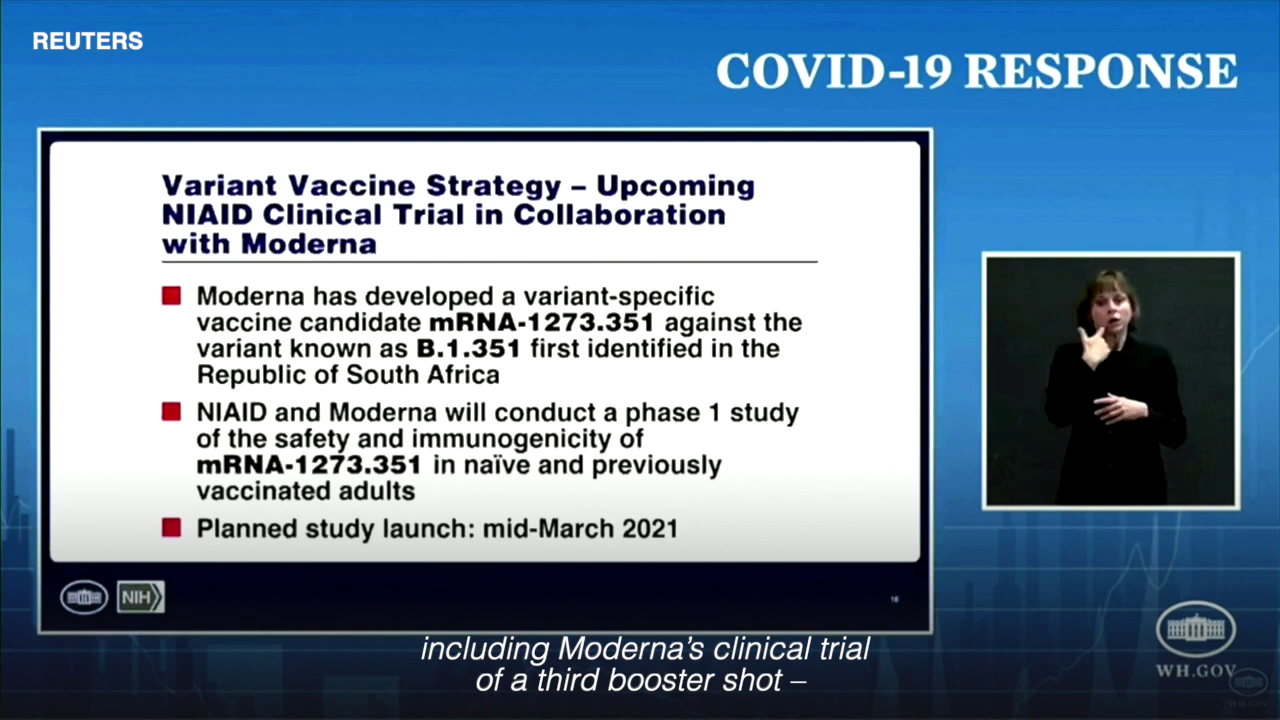 REUTERS
COVID-19 RESPONSE
Variant Vaccine Strategy – Upcoming
NIAID Clinical Trial in Collaboration
with Moderna
Moderna has developed a variant-specific
vaccine candidate mRNA-1273.351 against the
variant known as B.1.351 first identified in the
Republic of South Africa
NIAID and Moderna will conduct a phase 1 study
of the safety and immunogenicity of
mRNA-1273.351 in naïve and previously
vaccinated adults
Planned study launch: mid-March 2021
NIH
WH.GOV
including Moderna's clinical trial
of a third booster shot –